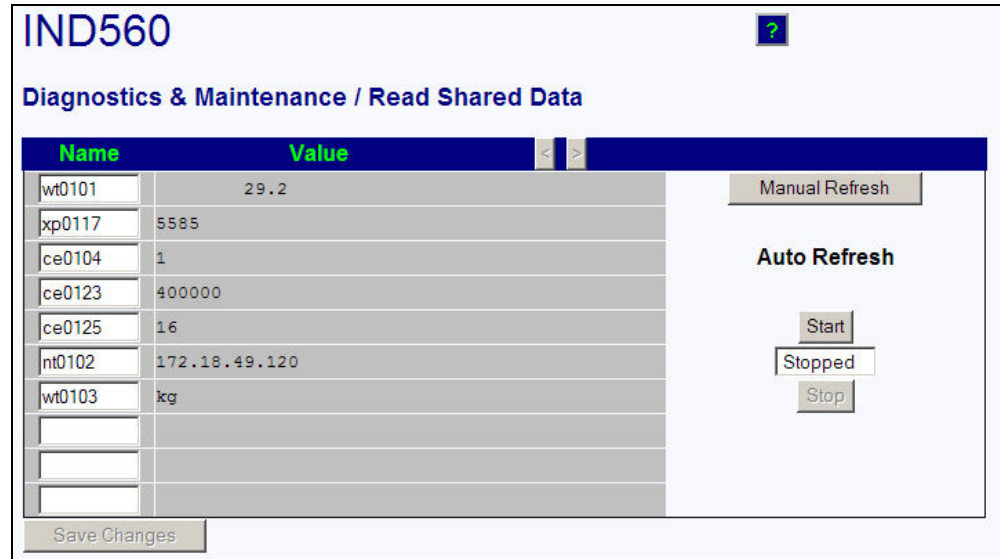 IND560 ?
Diagnostics & Maintenance / Read Shared Data
Name Value < >
wt0101 29.2 Manual Refresh
xp0117 5585
ce0104 1 Auto Refresh
ce0123 400000
ce0125 16 Start
nt0102 172.18.49.120 Stopped
wt0103 kg Stop
Save Changes